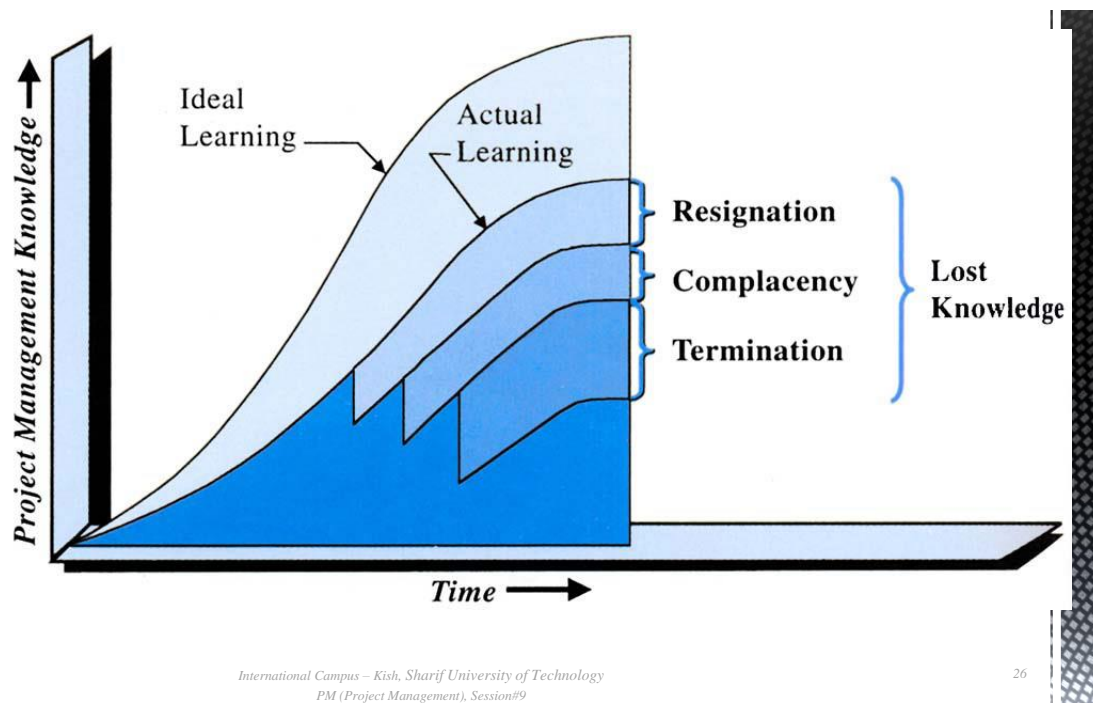 Project Management Knowledge
Ideal
Learning
Actual
Learning
Resignation
Complacency
Termination
Lost
Knowledge
Time
International Campus – Kish, Sharif University of Technology
PM (Project Management), Session#9
26